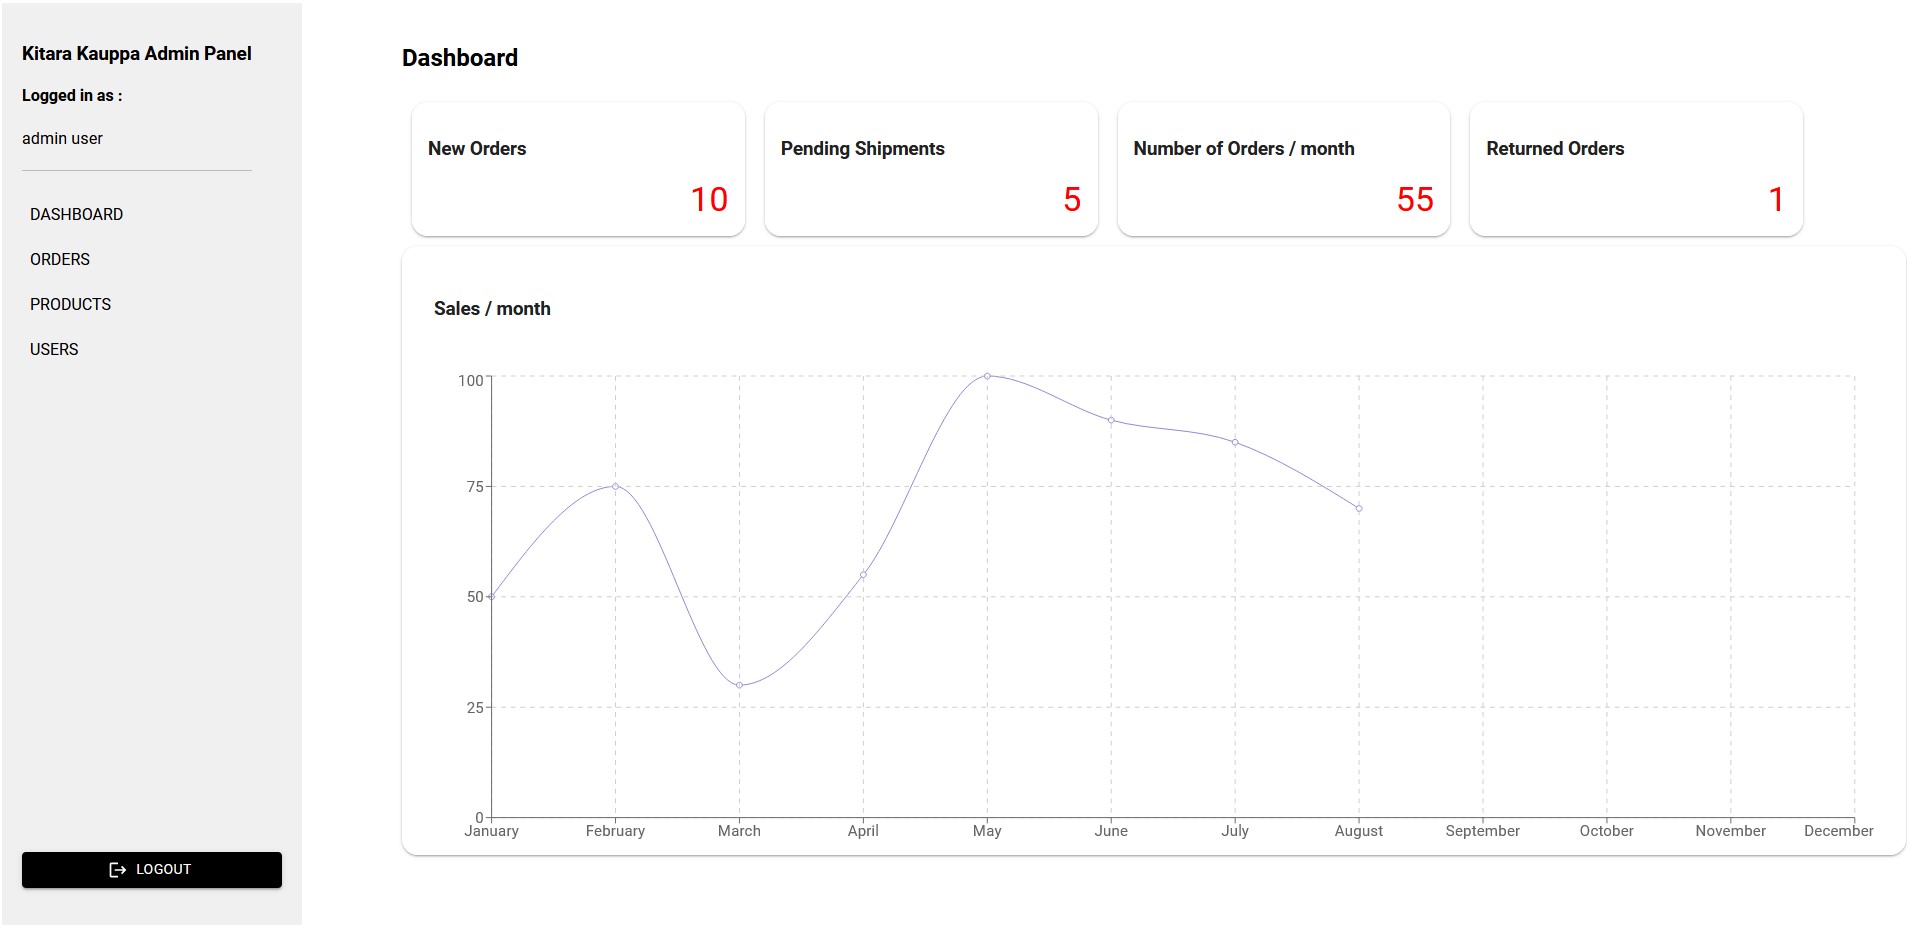 Kitara Kauppa Admin Panel
Logged in as :
admin user
DASHBOARD
ORDERS
PRODUCTS
USERS
LOGOUT
Dashboard
New Orders
10
Pending Shipments
5
Number of Orders / month
55
Returned Orders
1
Sales / month
100
75
50
25
0
January February March April May June July August September October November December